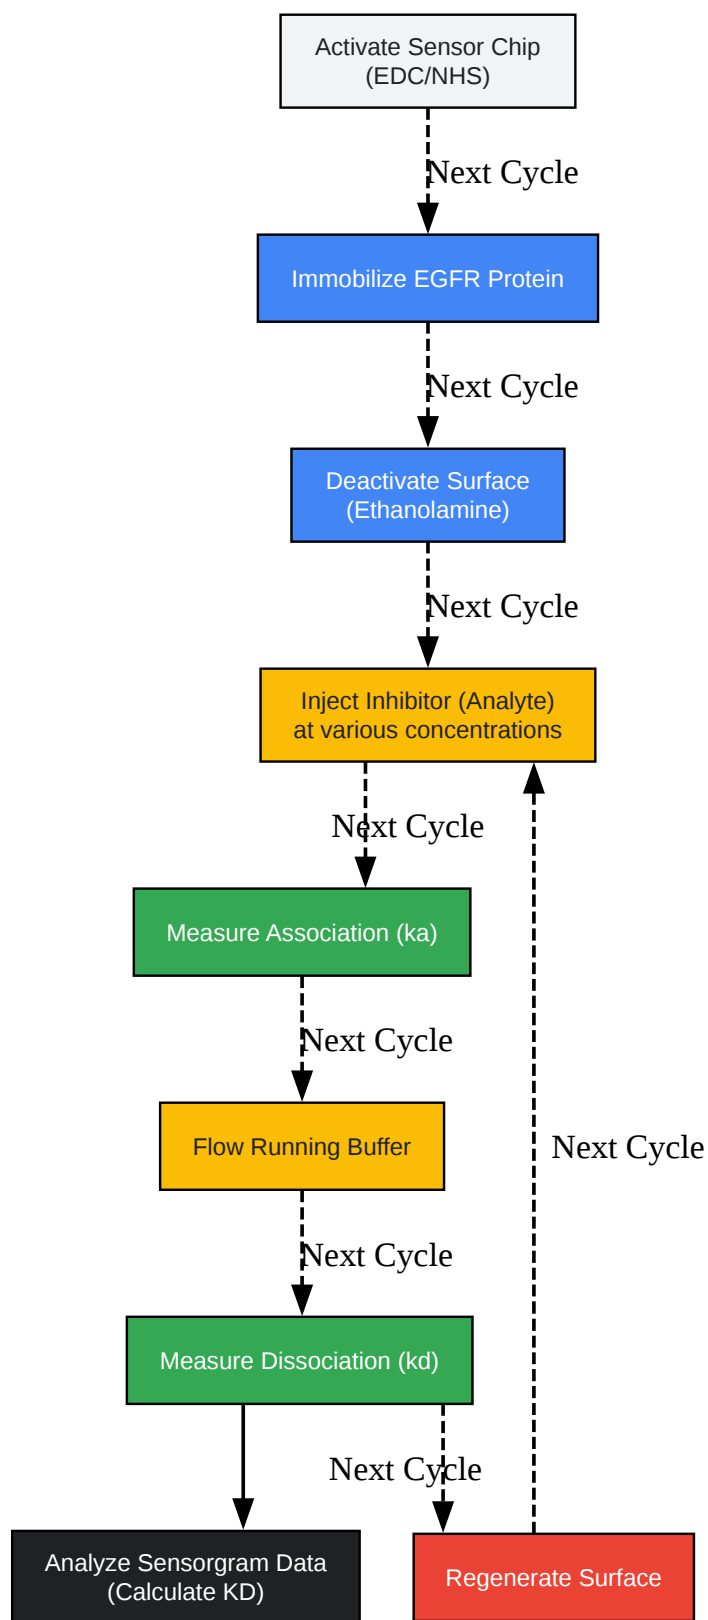 Activate Sensor Chip
(EDC/NHS)
Next Cycle
Immobilize EGFR Protein
Next Cycle
Deactivate Surface
(Ethanolamine)
Next Cycle
Inject Inhibitor (Analyte)
at various concentrations
Next Cycle
Measure Association (ka)
Next Cycle
Flow Running Buffer
Next Cycle
Next Cycle
Measure Dissociation (kd)
Next Cycle
Analyze Sensorgram Data
(Calculate KD)
Regenerate Surface